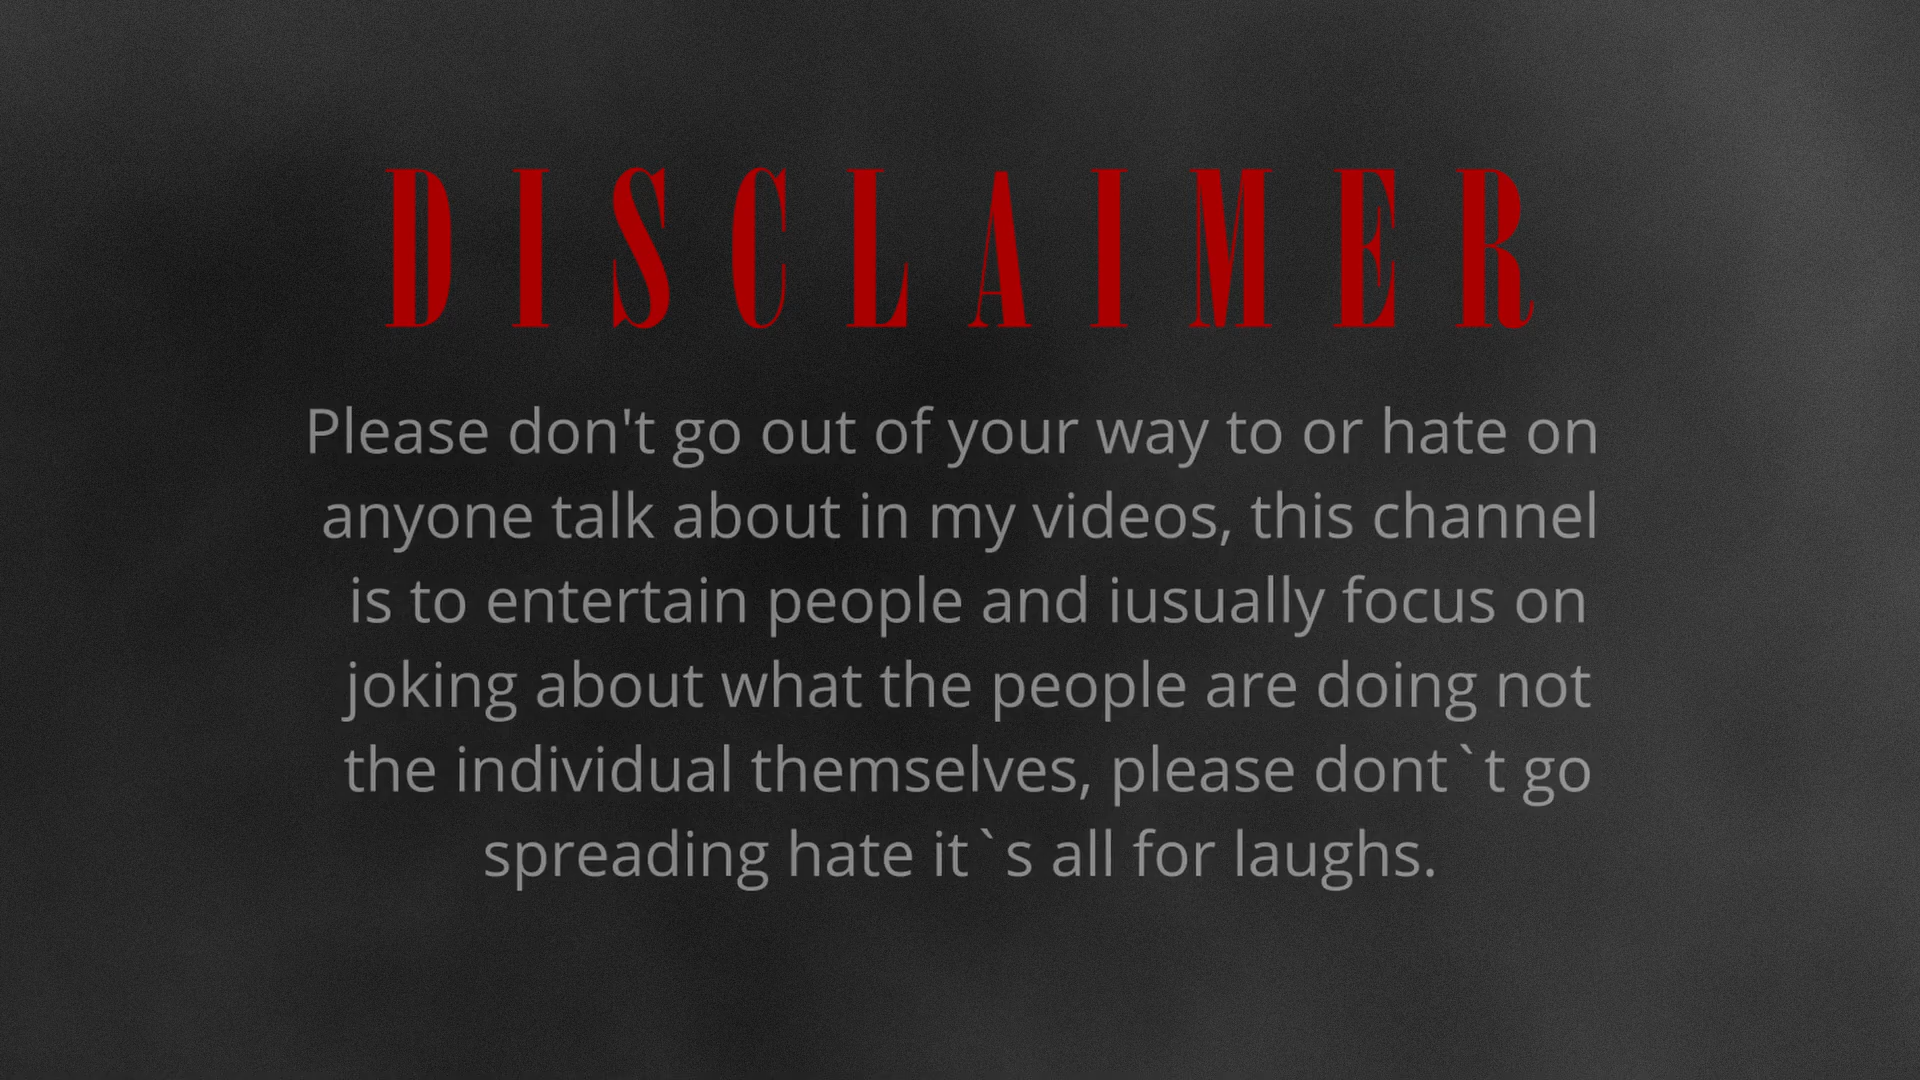 DISCLAIMER
Please don't go out of your way to or hate on
anyone talk about in my videos, this channel
is to entertain people and iusually focus on
joking about what the people are doing not
the individual themselves, please dont`t go
spreading hate it`s all for laughs.